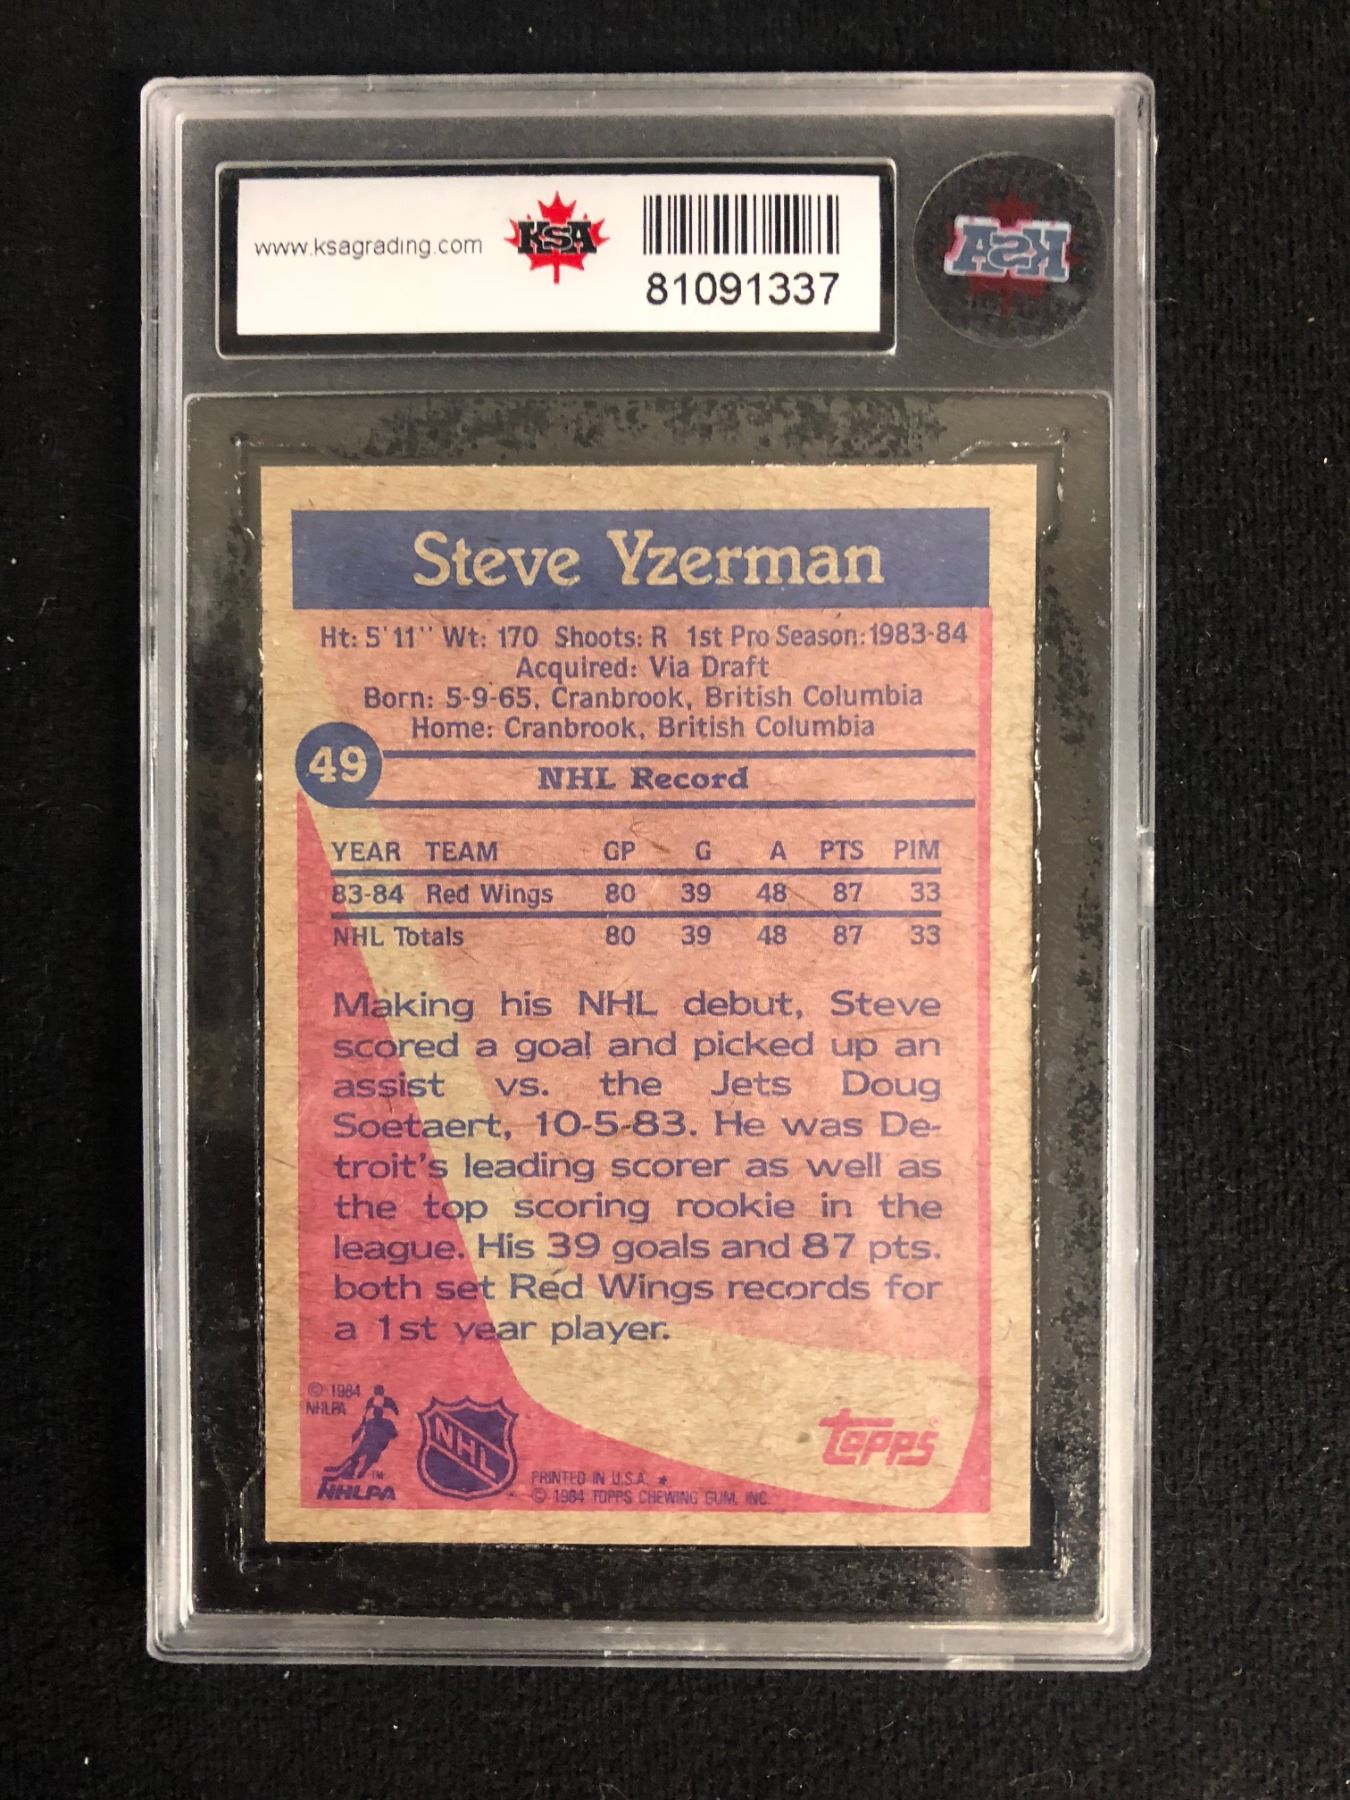 www.ksagrading.com KSA
81091337
KSA
Steve Yzerman
Ht: 5'11" Wt: 170 Shoots: R 1st Pro Season: 1983-84
Acquired: Via Draft
Born: 5-9-65, Cranbrook, British Columbia
Home: Cranbrook, British Columbia
49
NHL Record
YEAR TEAM GP G A PTS PIM
83-84 Red Wings 80 39 48 87 33
NHL Totals 80 39 48 87 33
Making his NHL debut, Steve
scored a goal and picked up an
assist vs. the Jets Doug
Soetaert, 10-5-83. He was De-
troit's leading scorer as well as
the top scoring rookie in the
league. His 39 goals and 87 pts.
both set Red Wings records for
a 1st year player.
© 1984
NHLPA
TM
NHLPA
NHL
PRINTED IN U.S.A. *
© 1984 TOPPS CHEWING GUM, INC.
topps®